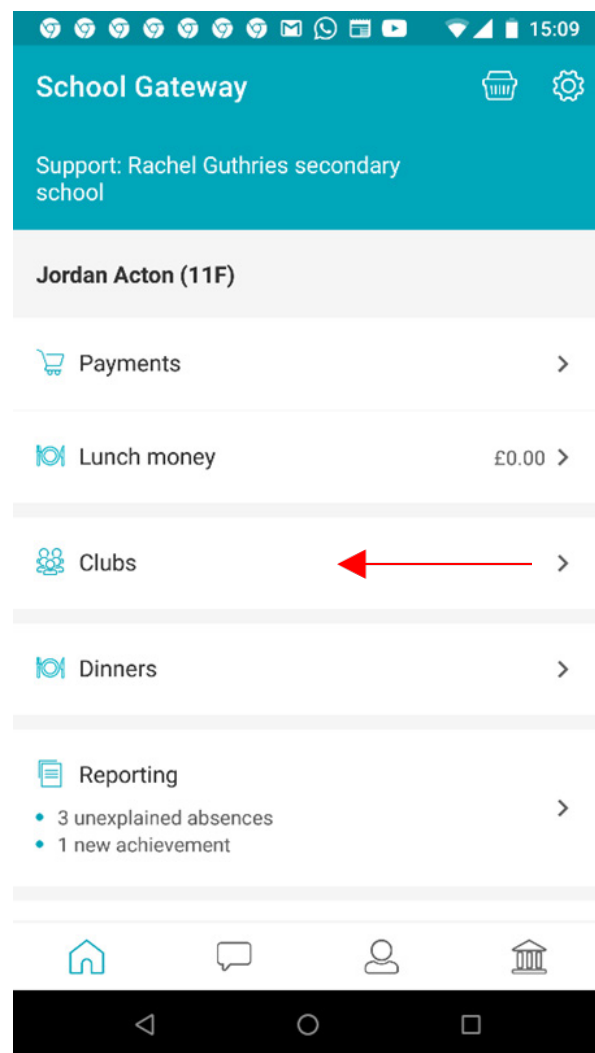 15:09
School Gateway
Support: Rachel Guthries secondary
school
Jordan Acton (11F)
Payments
Lunch money £0.00
Clubs
Dinners
Reporting
3 unexplained absences
1 new achievement